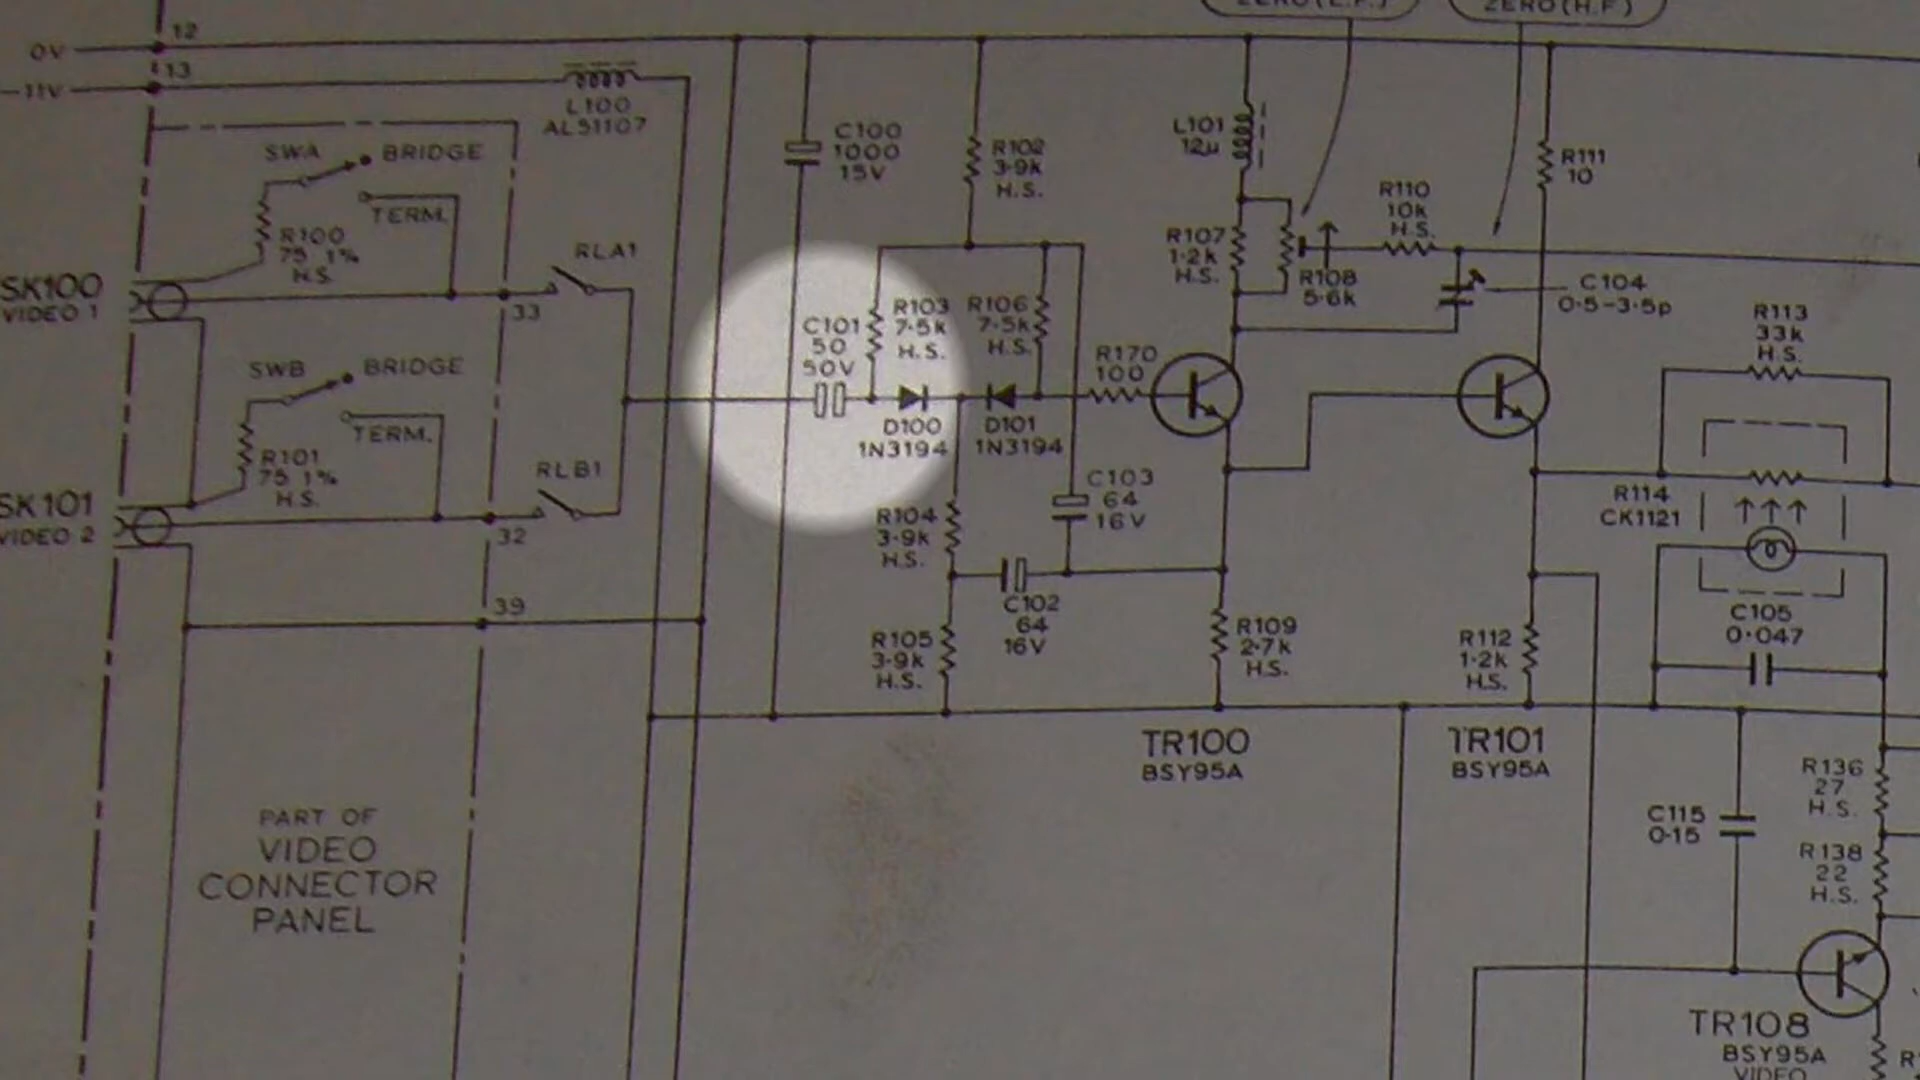 ZERO (L.F.)
ZERO (H.F)
12
0V
13
-11V
L100
AL51107
SWA
BRIDGE
TERM.
R100
75 1%
H.S.
SK100
VIDEO 1
33
RLA1
SWB
BRIDGE
TERM.
R101
75 1%
H.S.
SK101
VIDEO 2
32
RLB1
39
PART OF
VIDEO
CONNECTOR
PANEL
C100
1000
15V
R102
3·9k
H.S.
C101
50
50V
R103
7·5k
H.S.
R106
7·5k
H.S.
D100
1N3194
D101
1N3194
R170
100
R104
3·9k
H.S.
C103
64
16V
C102
64
16V
R105
3·9k
H.S.
L101
12µ
R107
1·2k
H.S.
R108
5·6k
R110
10k
H.S.
R111
10
C104
0·5-3·5p
R109
2·7k
H.S.
R112
1·2k
H.S.
TR100
BSY95A
TR101
BSY95A
R113
33k
H.S.
R114
CK1121
C105
0·047
C115
0·15
R136
27
H.S.
R138
22
H.S.
TR108
BSY95A
VIDEO